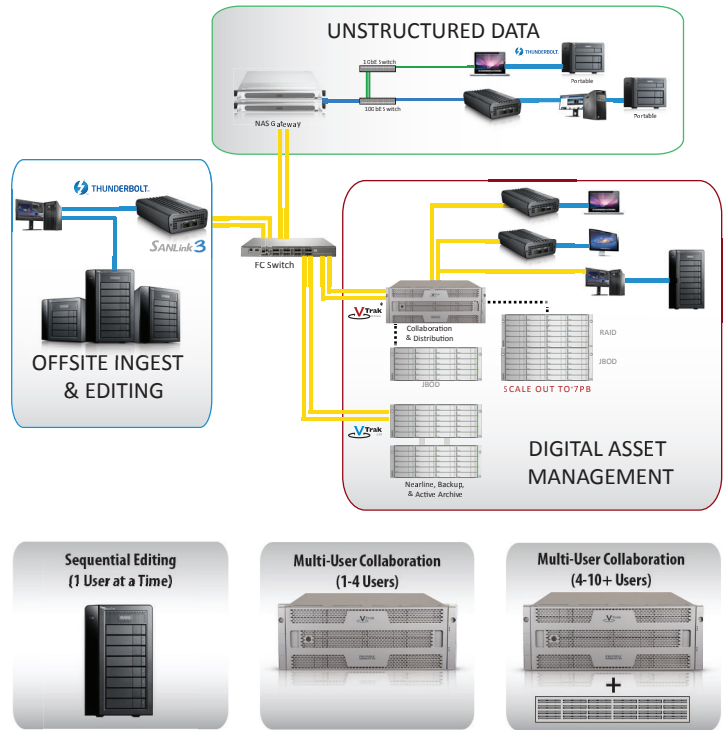 UNSTRUCTURED DATA
1GbE Switch
THUNDERBOLT.
Portable
10GbE Switch
Portable
NAS Gateway
THUNDERBOLT.
SANLink3
FC Switch
OFFSITE INGEST
& EDITING
VTrak
Collaboration
& Distribution
JBOD
RAID
JBOD
SCALE OUT TO 7PB
VTrak
Nearline, Backup,
& Active Archive
DIGITAL ASSET
MANAGEMENT
Sequential Editing
(1 User at a Time)
Multi-User Collaboration
(1-4 Users)
VTrak
Multi-User Collaboration
(4-10+ Users)
VTrak
+